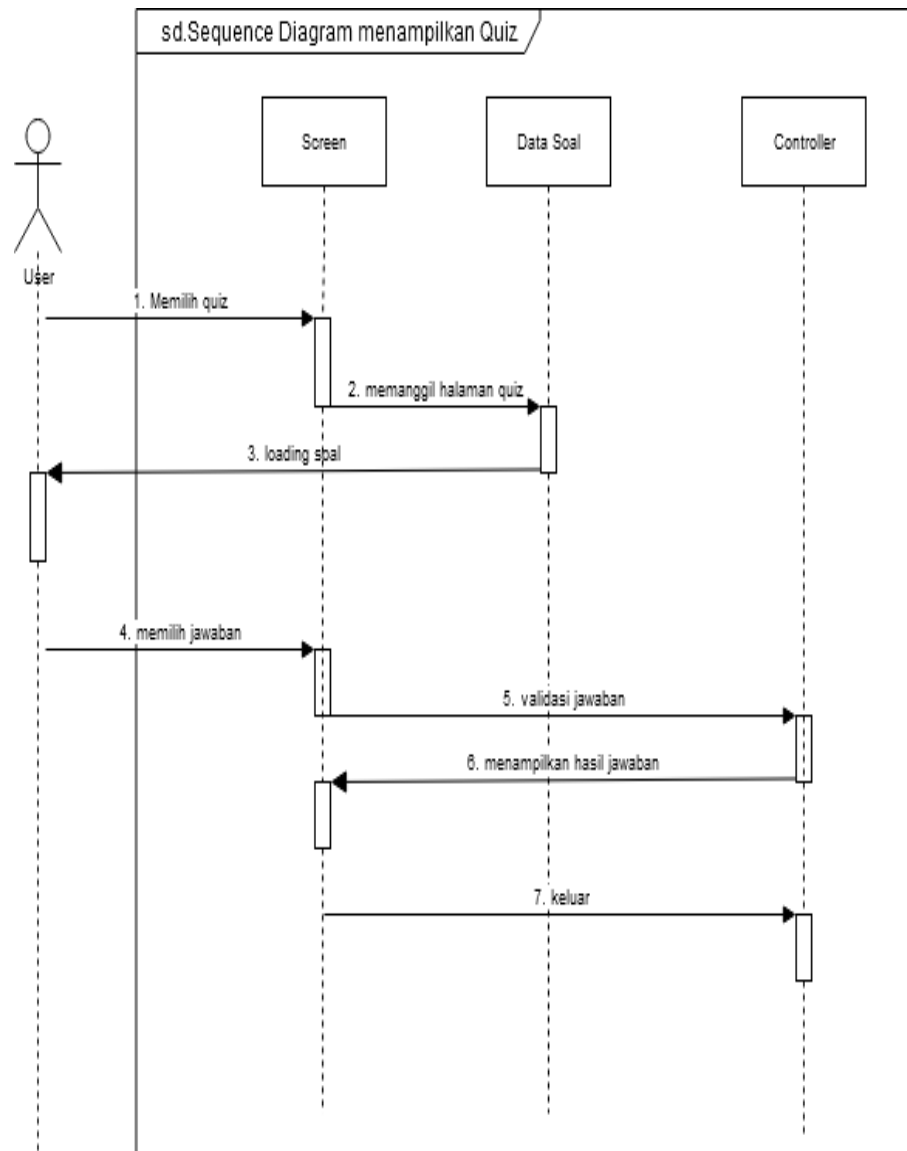 sd.Sequence Diagram menampilkan Quiz
Screen
Data Soal
Controller
User
1. Memilih quiz
2. memanggil halaman quiz
3. loading soal
4. memilih jawaban
5. validasi jawaban
6. menampilkan hasil jawaban
7. keluar